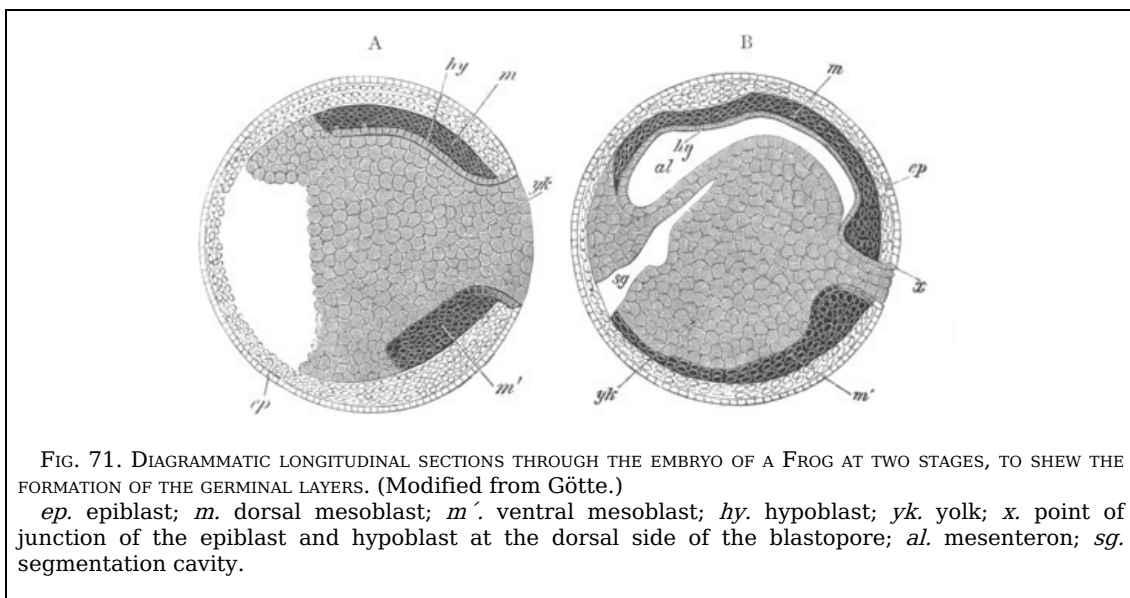 A
B
hy
m
yk
ep
m'
m
hy
al
ep
sg
x
yk
m'
FIG. 71. DIAGRAMMATIC LONGITUDINAL SECTIONS THROUGH THE EMBRYO OF A FROG AT TWO STAGES, TO SHEW THE
FORMATION OF THE GERMINAL LAYERS. (Modified from Götte.)
ep. epiblast; m. dorsal mesoblast; m´. ventral mesoblast; hy. hypoblast; yk. yolk; x. point of
junction of the epiblast and hypoblast at the dorsal side of the blastopore; al. mesenteron; sg.
segmentation cavity.